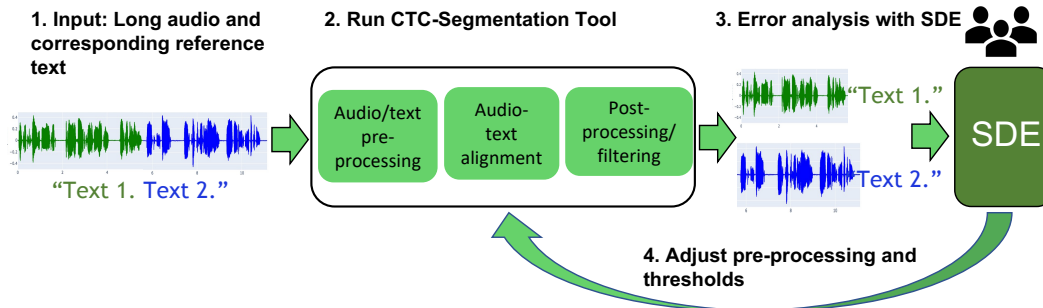 1. Input: Long audio and
corresponding reference
text
2. Run CTC-Segmentation Tool
3. Error analysis with SDE
Audio/text
pre-
processing
Audio-
text
alignment
Post-
processing/
filtering
"Text 1. Text 2."
"Text 1."
"Text 2."
SDE
4. Adjust pre-processing and
thresholds